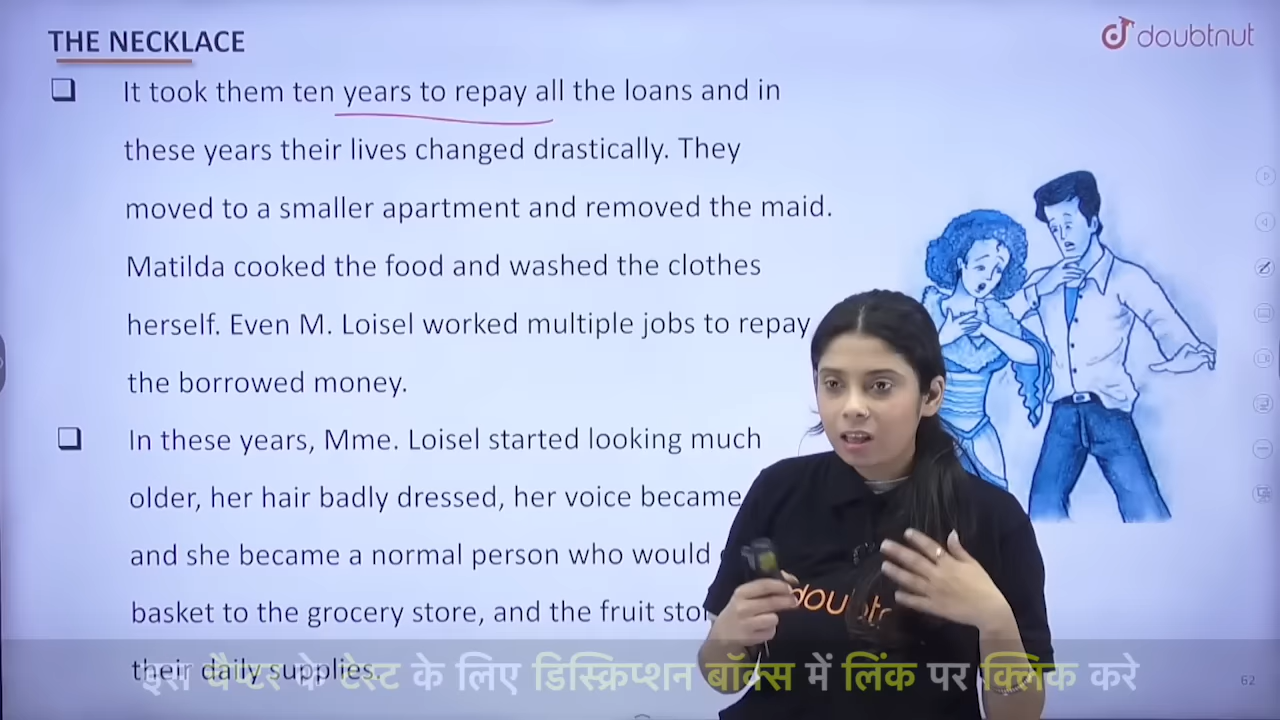 THE NECKLACE
doubtnut
It took them ten years to repay all the loans and in
these years their lives changed drastically. They
moved to a smaller apartment and removed the maid.
Matilda cooked the food and washed the clothes
herself. Even M. Loisel worked multiple jobs to repay
the borrowed money.
In these years, Mme. Loisel started looking much
older, her hair badly dressed, her voice became
and she became a normal person who would
basket to the grocery store, and the fruit
their daily supplies.
इस चैप्टर के टेस्ट के लिए डिस्क्रिप्शन बॉक्स में लिंक पर क्लिक करे
62